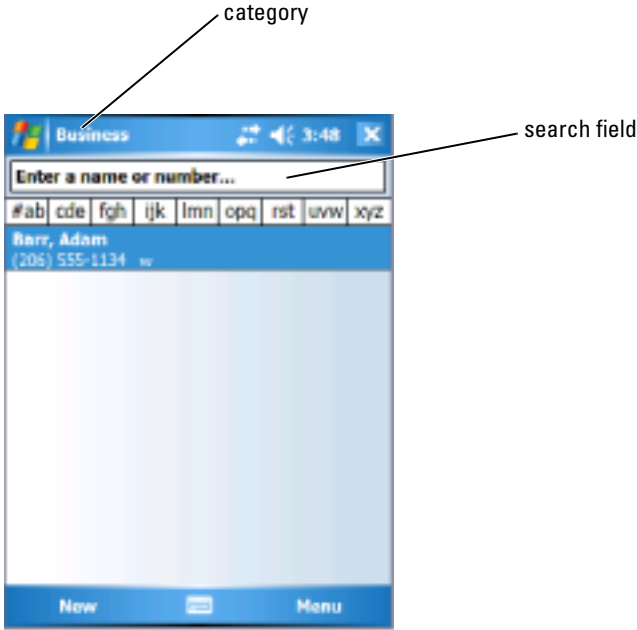 category
Business 3:48
search field
Enter a name or number...
#ab cde fgh ijk lmn opq rst uvw xyz
Barr, Adam
(206) 555-1134 w
New Menu